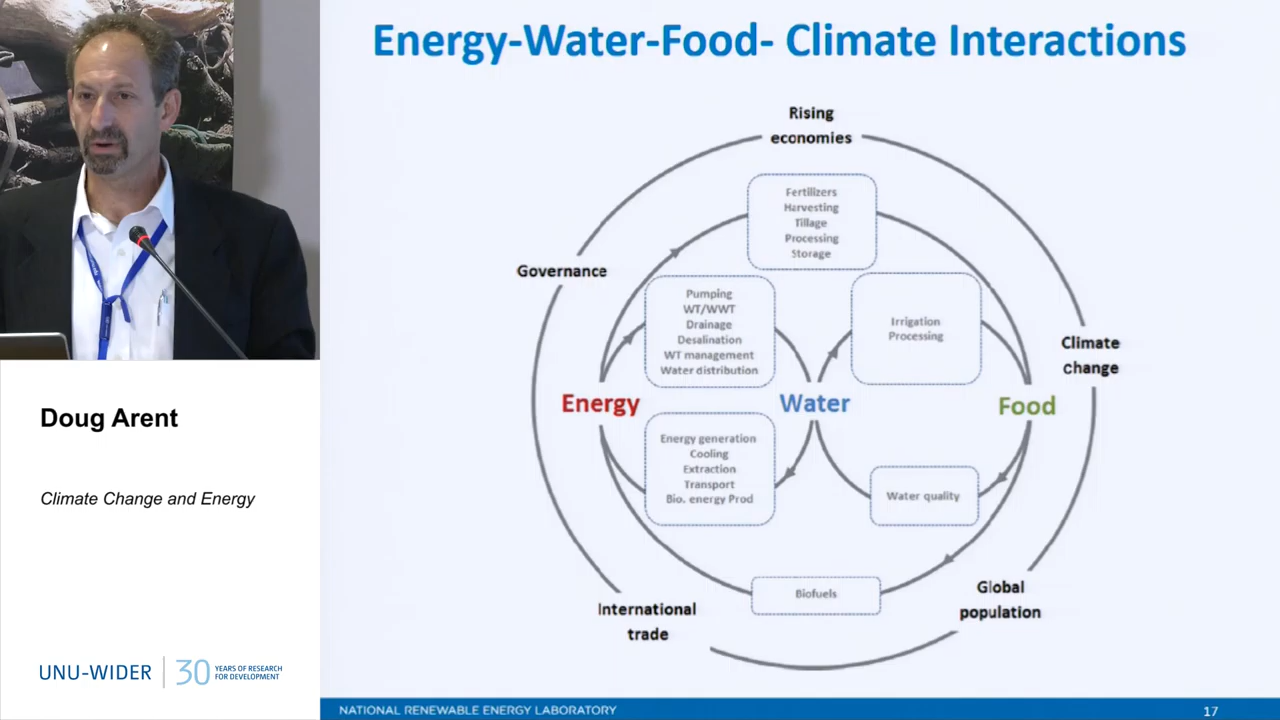 Energy-Water-Food- Climate Interactions
Rising
economies
Fertilizers
Harvesting
Tillage
Processing
Storage
Governance
Pumping
WT/WWT
Drainage
Desalination
WT management
Water distribution
Irrigation
Processing
Climate
change
Energy
Water
Food
Energy generation
Cooling
Extraction
Transport
Bio. energy Prod
Water quality
Biofuels
International
trade
Global
population
NATIONAL RENEWABLE ENERGY LABORATORY
17
Doug Arent
Climate Change and Energy
UNU-WIDER
30
YEARS OF RESEARCH
FOR DEVELOPMENT